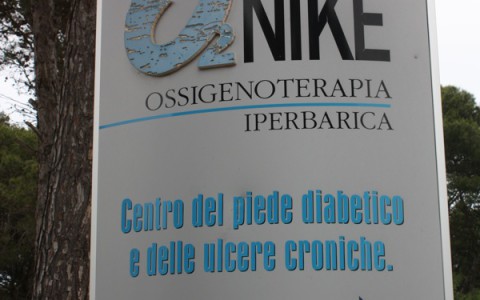 O2 NIKE
OSSIGENOTERAPIA
IPERBARICA
Centro del piede diabetico
e delle ulcere croniche.